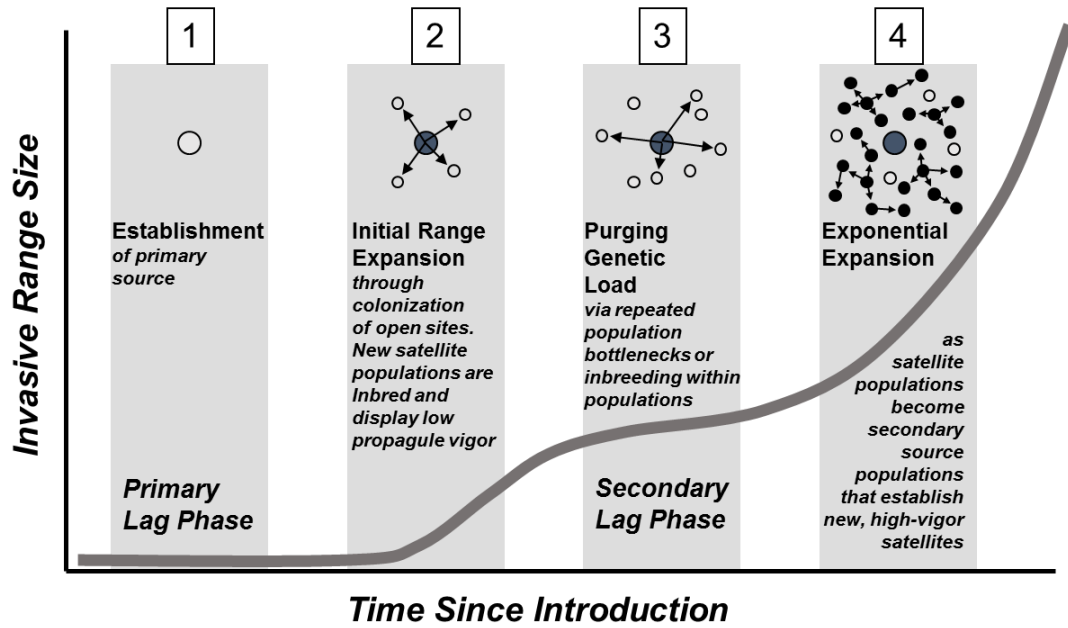 1
2
3
4
Invasive Range Size
Establishment
of primary
source
Primary
Lag Phase
Initial Range
Expansion
through
colonization
of open sites.
New satellite
populations are
Inbred and
display low
propagule vigor
Purging
Genetic
Load
via repeated
population
bottlenecks or
inbreeding within
populations
Secondary
Lag Phase
Exponential
Expansion
as
satellite
populations
become
secondary
source
populations
that establish
new, high-vigor
satellites
Time Since Introduction